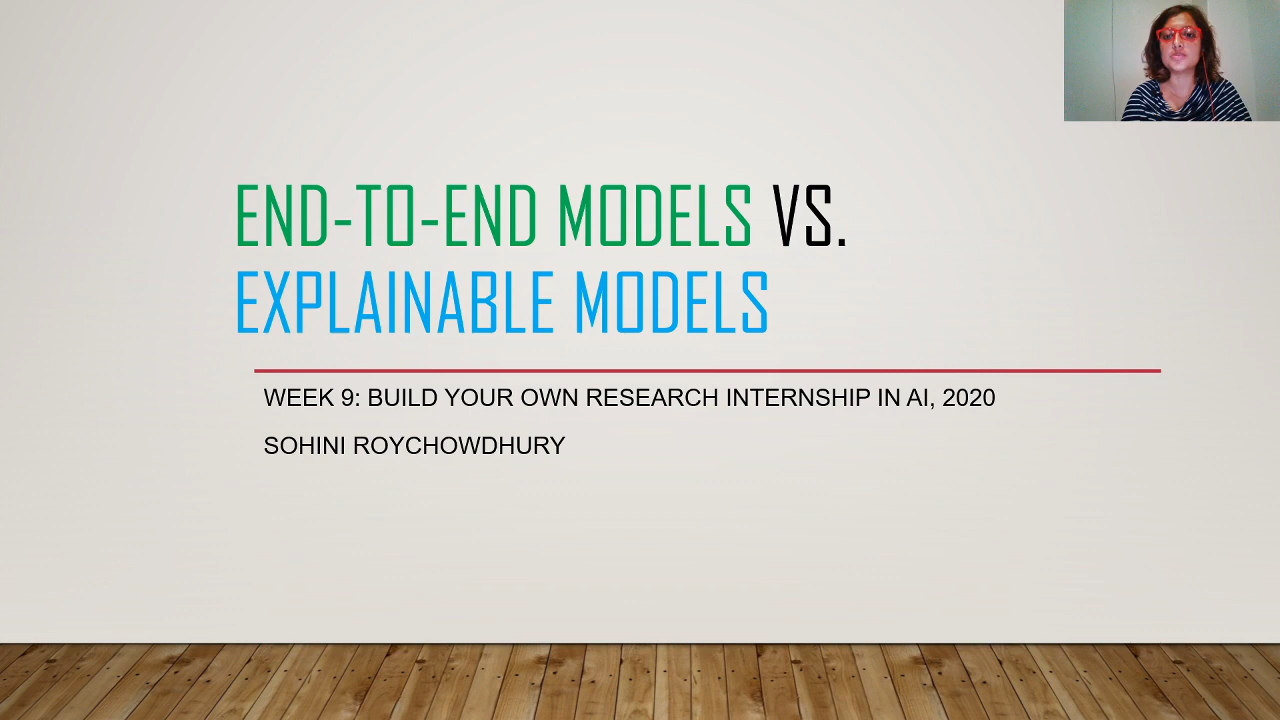 END-TO-END MODELS VS.
EXPLAINABLE MODELS
WEEK 9: BUILD YOUR OWN RESEARCH INTERNSHIP IN AI, 2020
SOHINI ROYCHOWDHURY